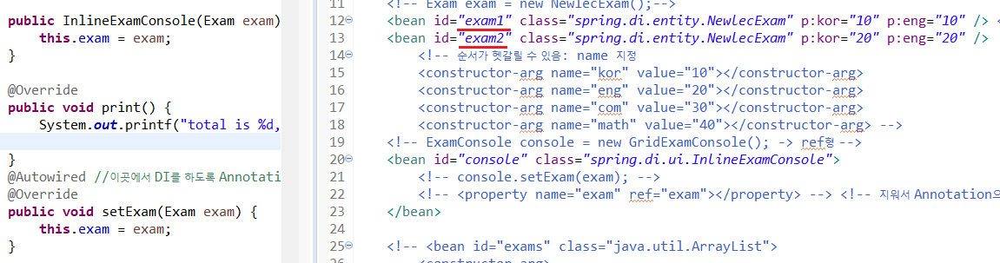 public InlineExamConsole(Exam exam)
this.exam = exam;
}
@Override
public void print() {
System.out.printf("total is %d,
}
@Autowired //이곳에서 DI를 하도록 Annotati
@Override
public void setExam(Exam exam) {
this.exam = exam;
}
11 <!-- Exam exam = new NewlecExam();-->
12 <bean id="exam1" class="spring.di.entity.NewlecExam" p:kor="10" p:eng="10" /> <
13 <bean id="exam2" class="spring.di.entity.NewlecExam" p:kor="20" p:eng="20" />
14 <!-- 순서가 헷갈릴 수 있음: name 지정
15 <constructor-arg name="kor" value="10"></constructor-arg>
16 <constructor-arg name="eng" value="20"></constructor-arg>
17 <constructor-arg name="com" value="30"></constructor-arg>
18 <constructor-arg name="math" value="40"></constructor-arg> -->
19 <!-- ExamConsole console = new GridExamConsole(); -> ref형 -->
20 <bean id="console" class="spring.di.ui.InlineExamConsole">
21 <!-- console.setExam(exam); -->
22 <!-- <property name="exam" ref="exam"></property> --> <!-- 지워서 Annotation으
23 </bean>
24
25 <!-- <bean id="exams" class="java.util.ArrayList">
26 <constructor-arg>